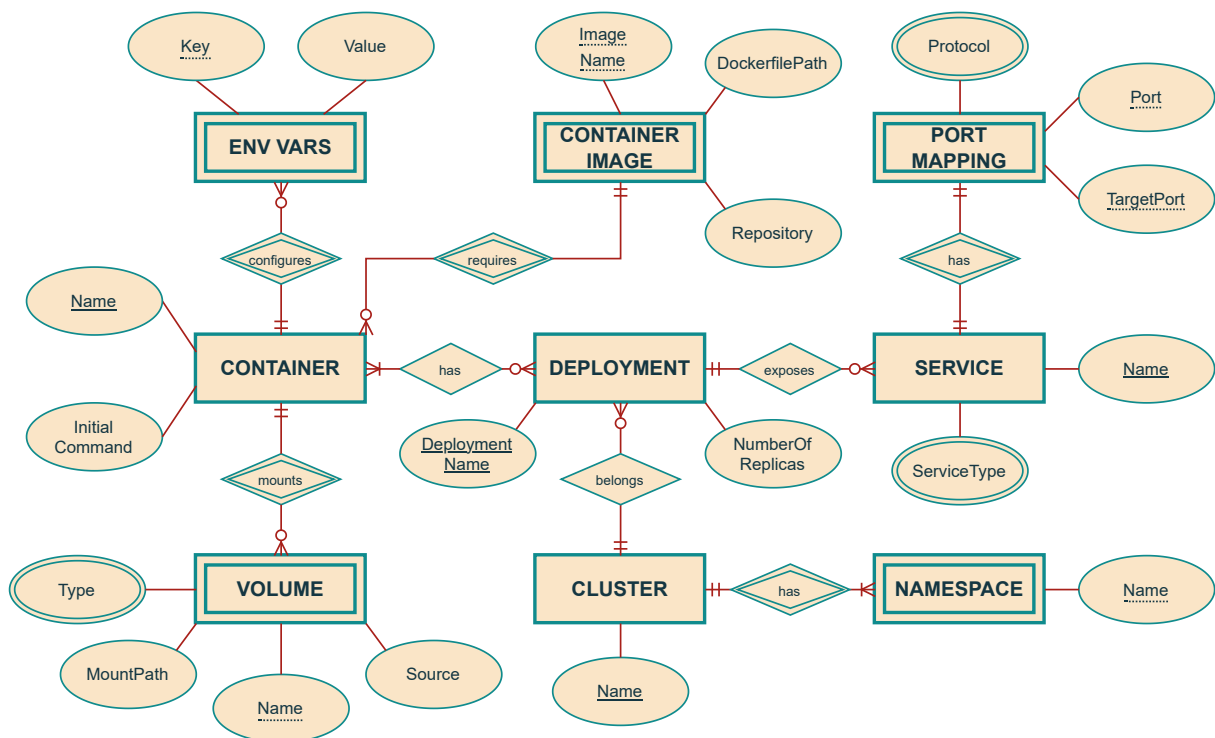 Key
Value
Image
Name
DockerfilePath
Protocol
Port
ENV VARS
CONTAINER
IMAGE
PORT
MAPPING
TargetPort
Repository
configures
requires
has
Name
CONTAINER
has
DEPLOYMENT
exposes
SERVICE
Name
Initial
Command
Deployment
Name
NumberOf
Replicas
ServiceType
mounts
belongs
Type
VOLUME
CLUSTER
has
NAMESPACE
Name
MountPath
Name
Source
Name